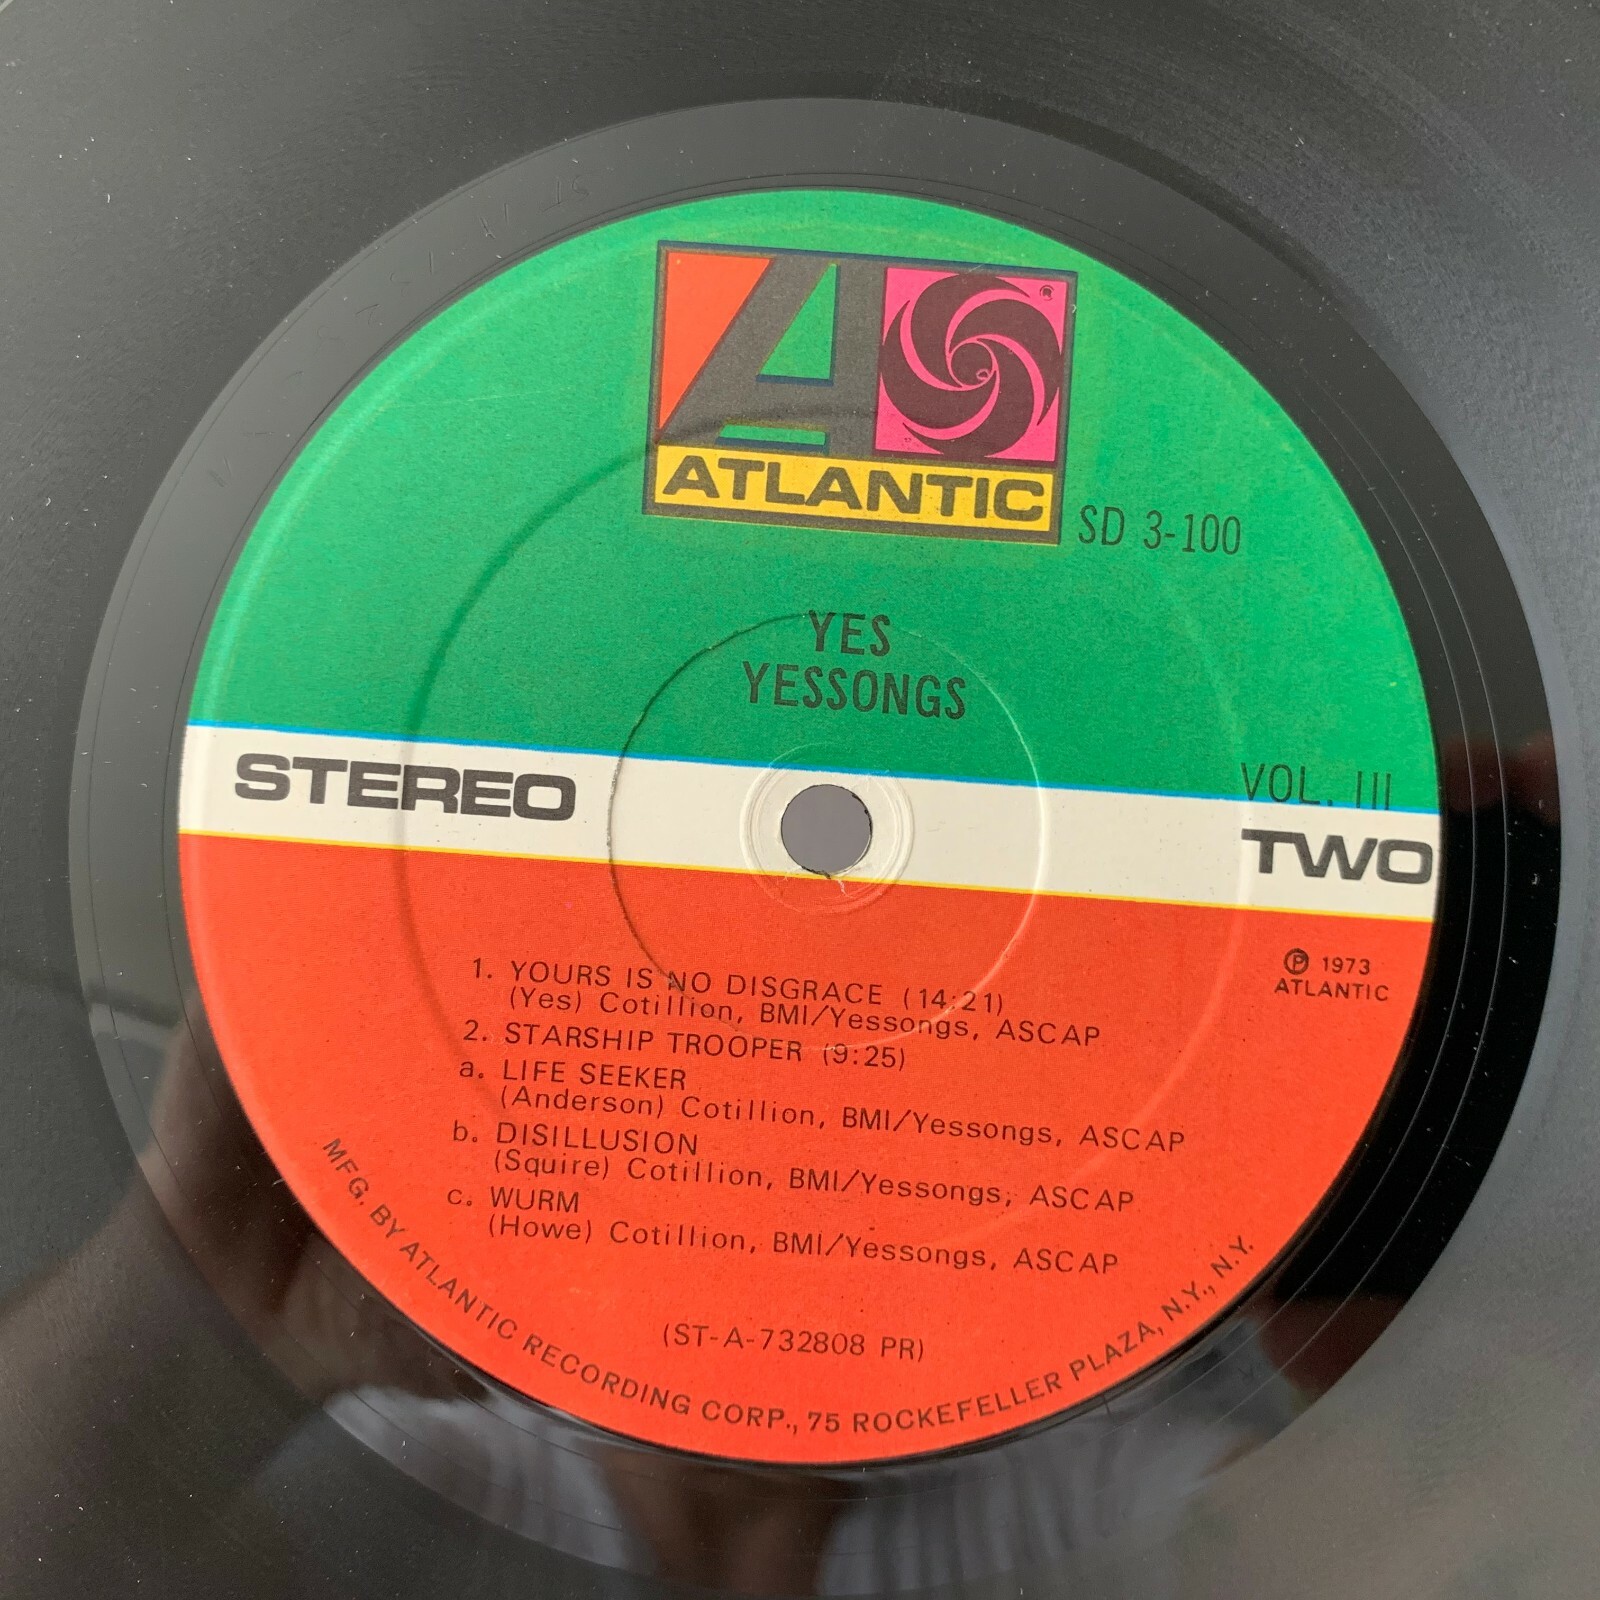 ®
ATLANTIC
SD 3-100
YES
YESSONGS
VOL. III
STEREO
TWO
℗ 1973
ATLANTIC
1. YOURS IS NO DISGRACE (14:21)
(Yes) Cotillion, BMI/Yessongs, ASCAP
2. STARSHIP TROOPER (9:25)
a. LIFE SEEKER
(Anderson) Cotillion, BMI/Yessongs, ASCAP
b. DISILLUSION
(Squire) Cotillion, BMI/Yessongs, ASCAP
c. WURM
(Howe) Cotillion, BMI/Yessongs, ASCAP
(ST-A-732808 PR)
MFG. BY ATLANTIC RECORDING CORP., 75 ROCKEFELLER PLAZA, N.Y., N.Y.